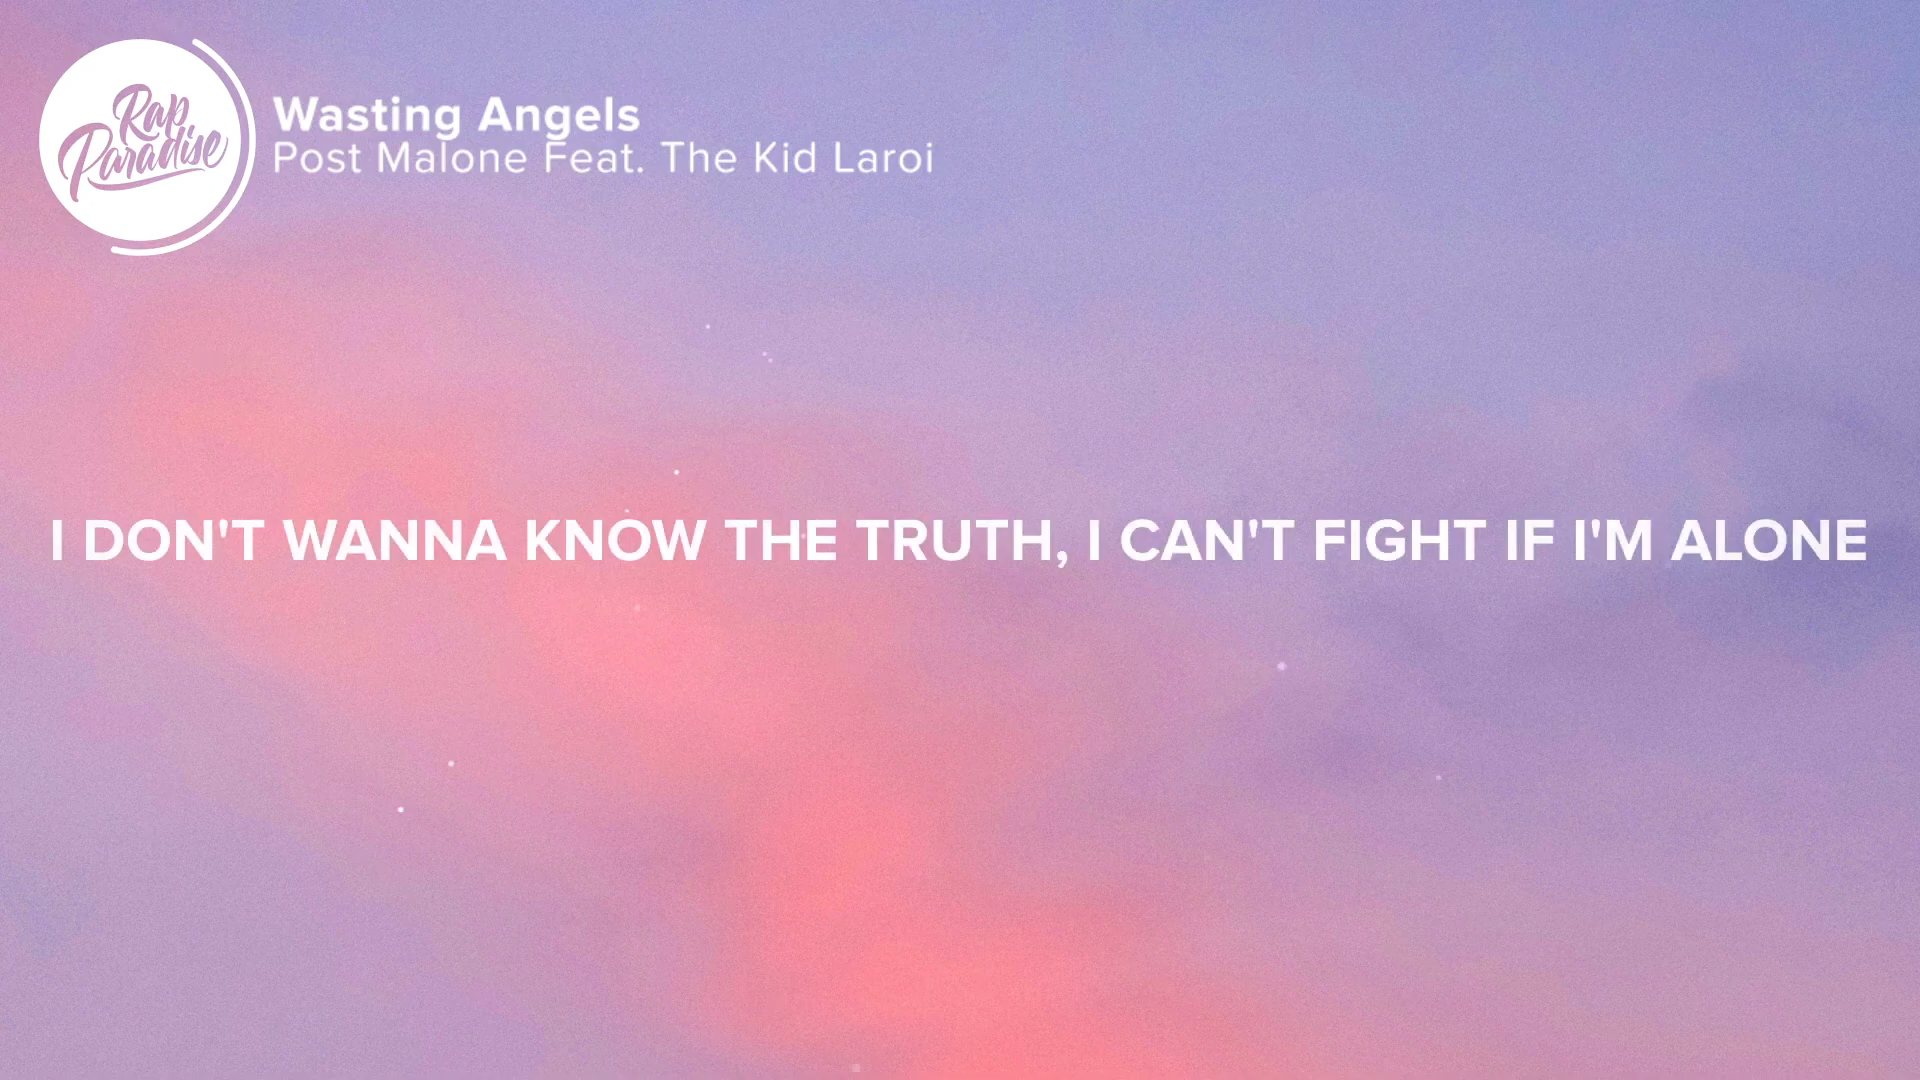 Rap
Paradise
Wasting Angels
Post Malone Feat. The Kid Laroi
I DON'T WANNA KNOW THE TRUTH, I CAN'T FIGHT IF I'M ALONE